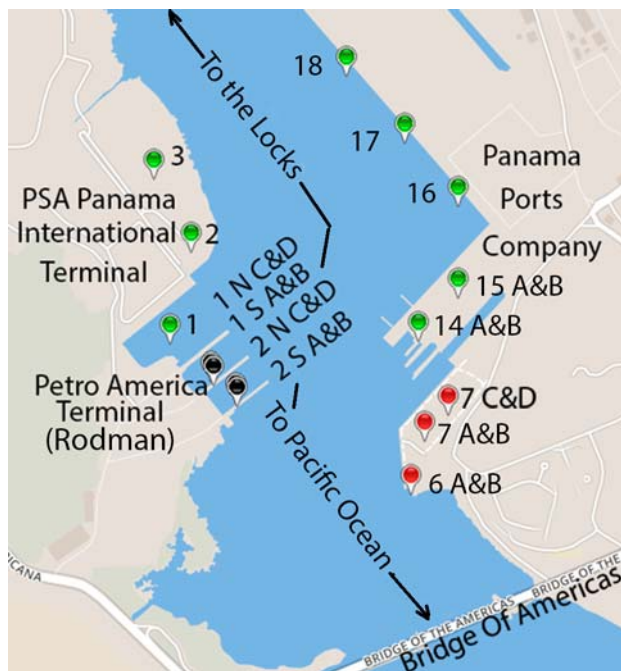 18
To the Locks
17
3
Panama
Ports
Company
16
PSA Panama
International
Terminal
2
1 N C&D
1 S A&B
2 N C&D
2 S A&B
15 A&B
14 A&B
1
Petro America
Terminal
(Rodman)
7 C&D
7 A&B
6 A&B
To Pacific Ocean
RICANA
BRIDGE OF THE AMERICAS
BRIDGE OF THE
Bridge Of Americas